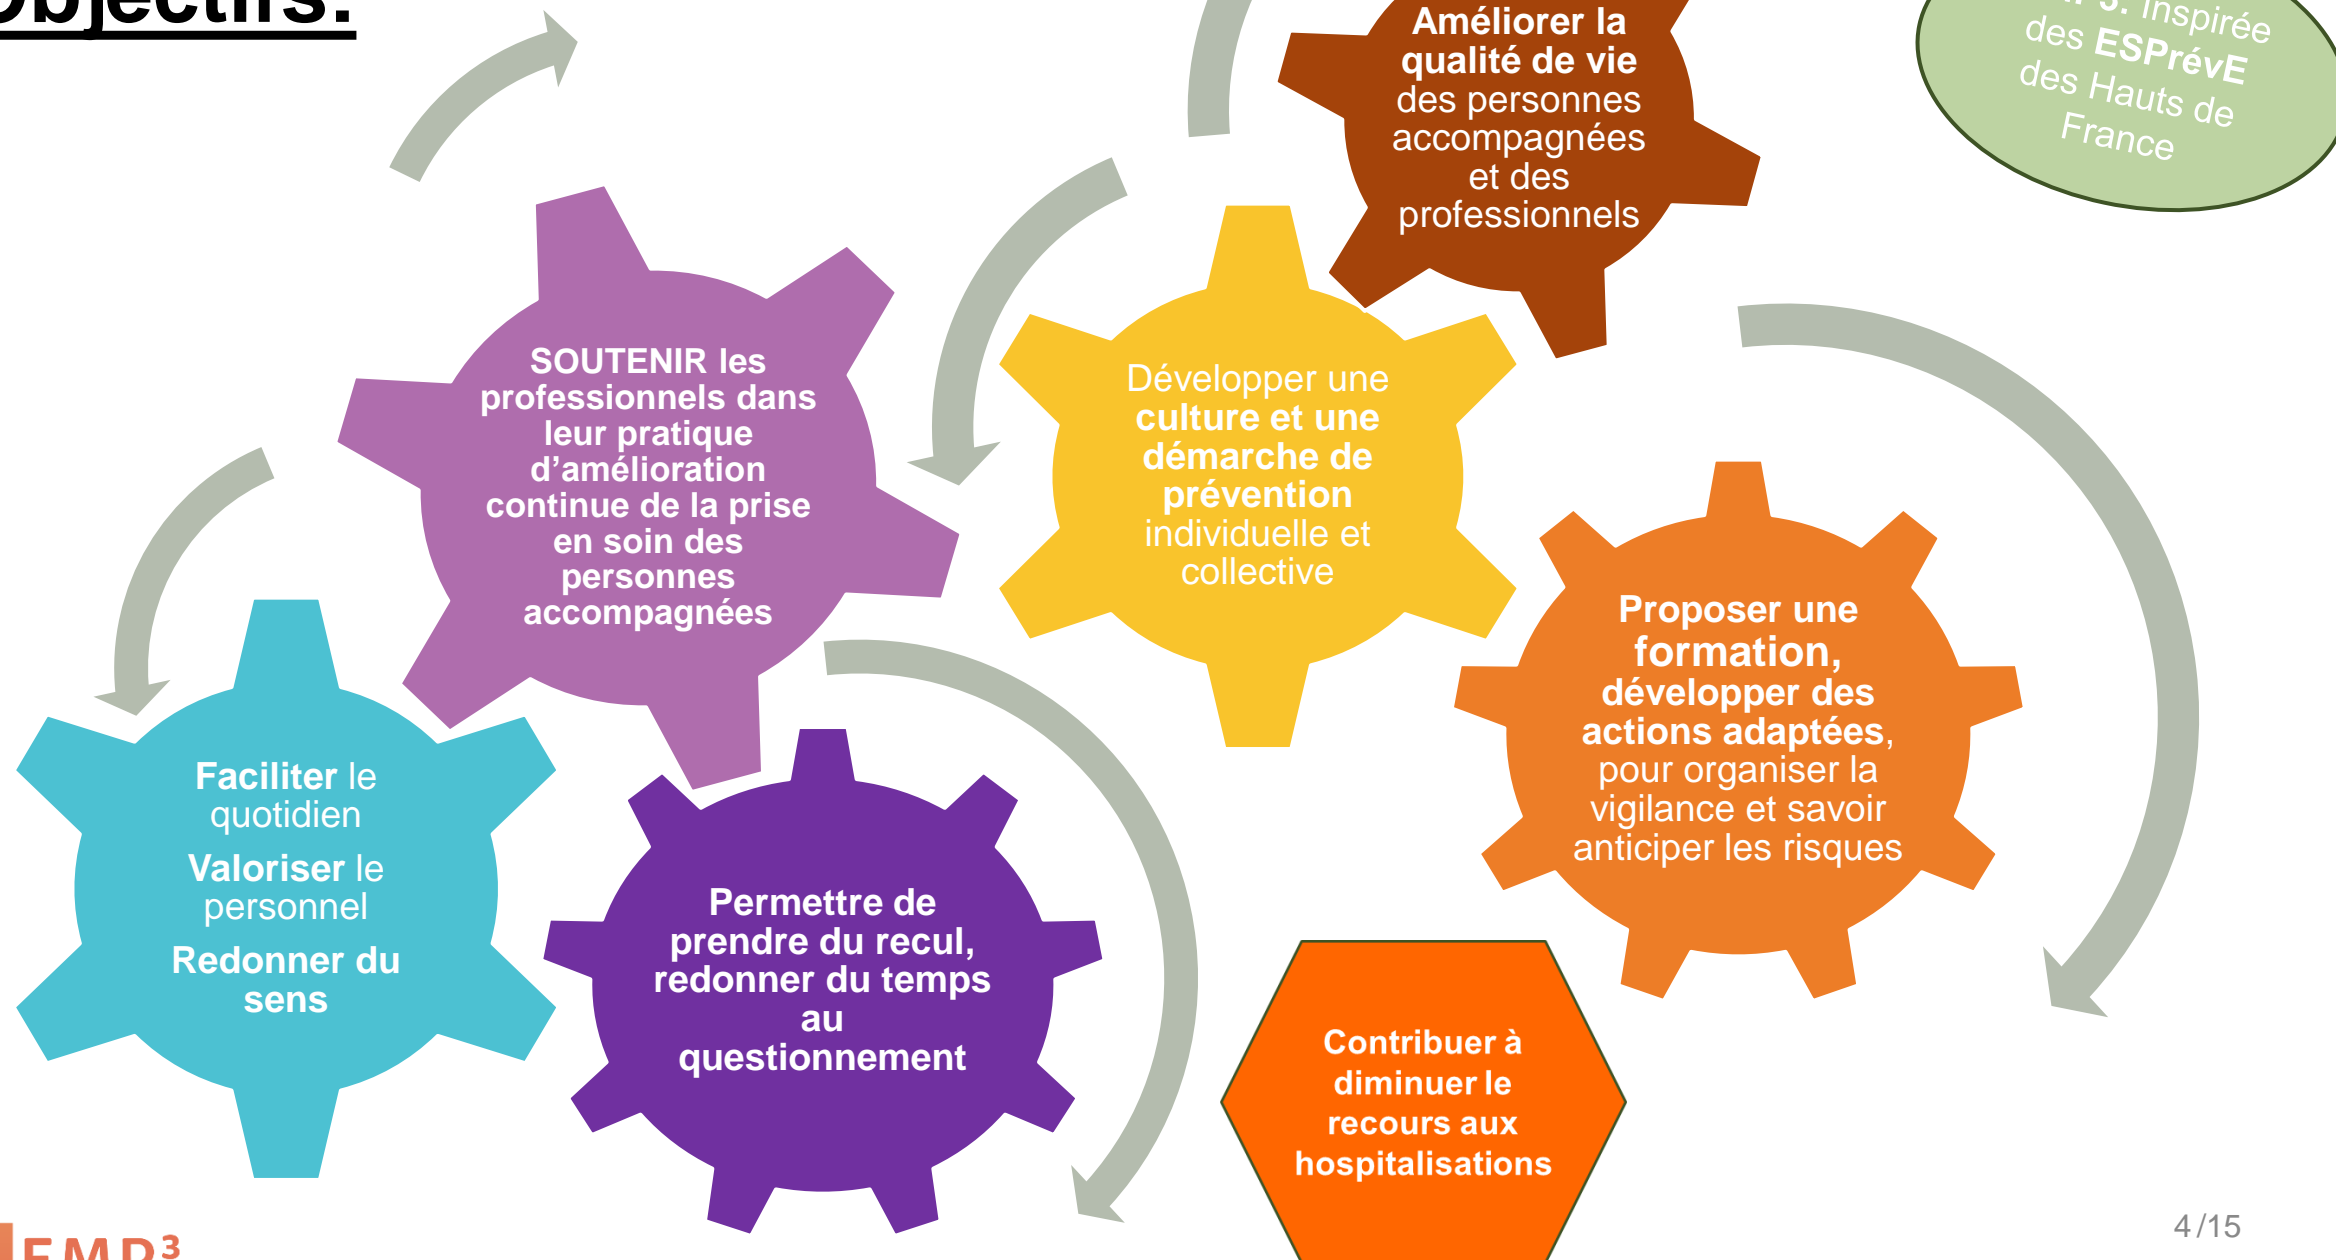 Objectifs:
Améliorer la
qualité de vie
des personnes
accompagnées
et des
professionnels
3. Inspirée
des ESPrévE
des Hauts de
France
SOUTENIR les
professionnels dans
leur pratique
d’amélioration
continue de la prise
en soin des
personnes
accompagnées
Développer une
culture et une
démarche de
prévention
individuelle et
collective
Proposer une
formation,
développer des
actions adaptées,
pour organiser la
vigilance et savoir
anticiper les risques
Faciliter le
quotidien
Valoriser le
personnel
Redonner du
sens
Permettre de
prendre du recul,
redonner du temps
au
questionnement
Contribuer à
diminuer le
recours aux
hospitalisations
EMP³
4/15